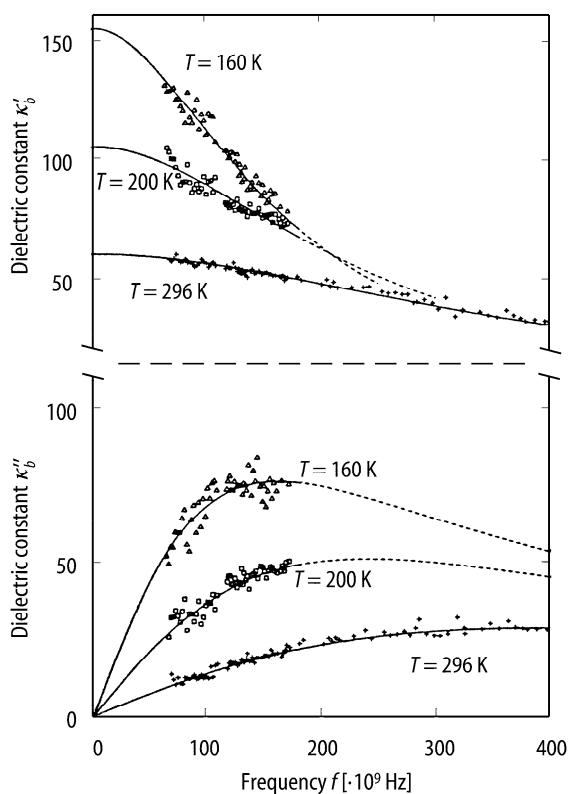 150
T = 160 K
100
T = 200 K
50
T = 296 K
Dielectric constant κ′b
100
T = 160 K
50
T = 200 K
T = 296 K
0
Dielectric constant κ″b
0 100 200 300 400
Frequency f [·10⁹ Hz]